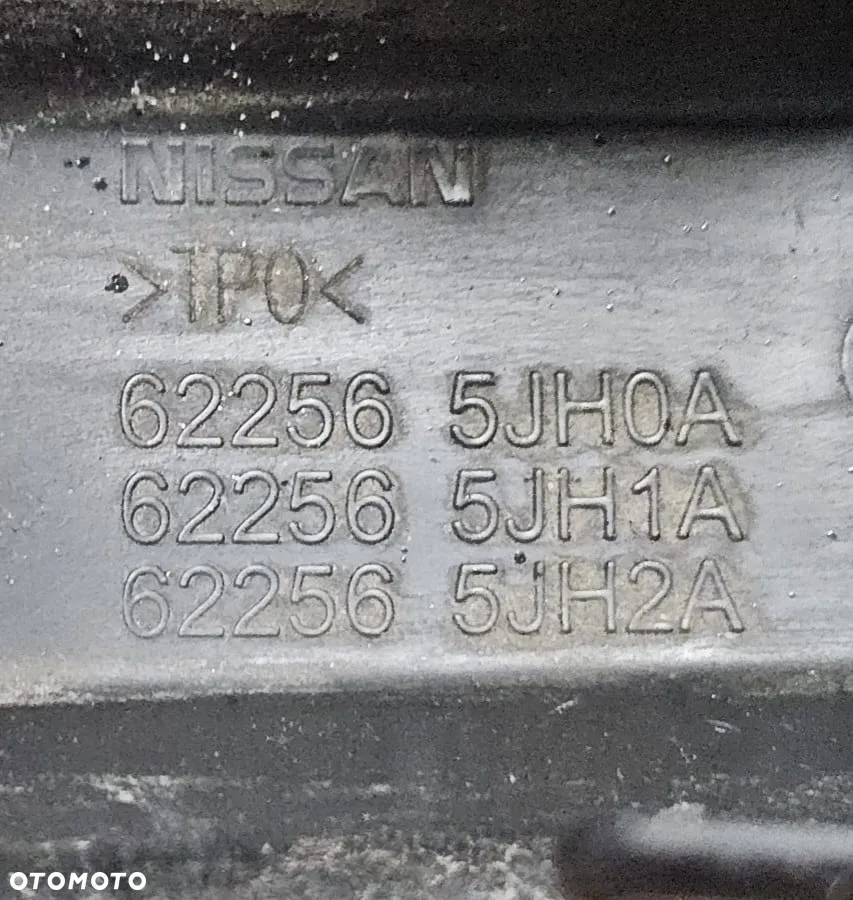 NISSAN
>TPO<
62256 5JH0A
62256 5JH1A
62256 5JH2A
OTOMOTO